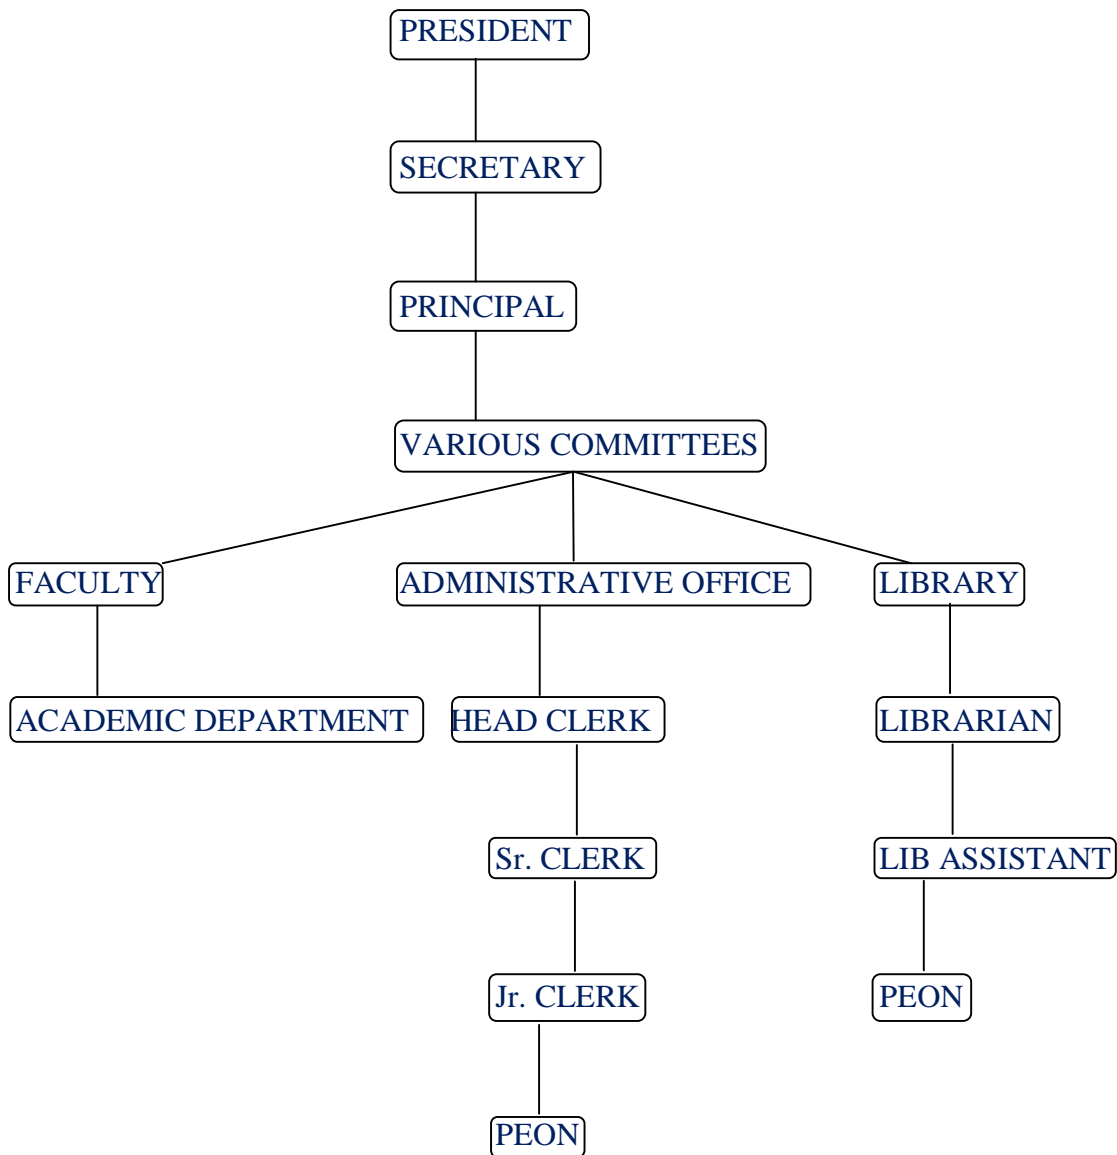 PRESIDENT
SECRETARY
PRINCIPAL
VARIOUS COMMITTEES
FACULTY
ADMINISTRATIVE OFFICE
LIBRARY
ACADEMIC DEPARTMENT
HEAD CLERK
LIBRARIAN
Sr. CLERK
LIB ASSISTANT
Jr. CLERK
PEON
PEON